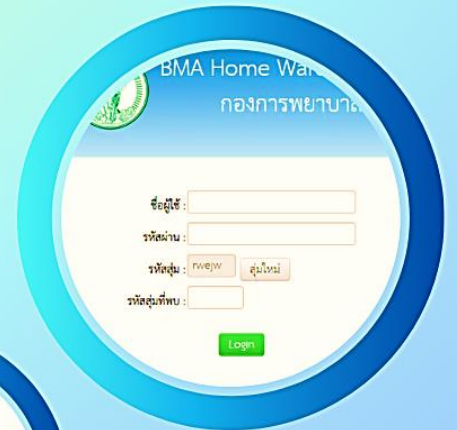 BMA Home
กองการพยาบาล
ชื่อผู้ใช้ :
รหัสผ่าน :
รหัสสุ่ม : rwejw สุ่มใหม่
รหัสสุ่มที่พบ :
Login